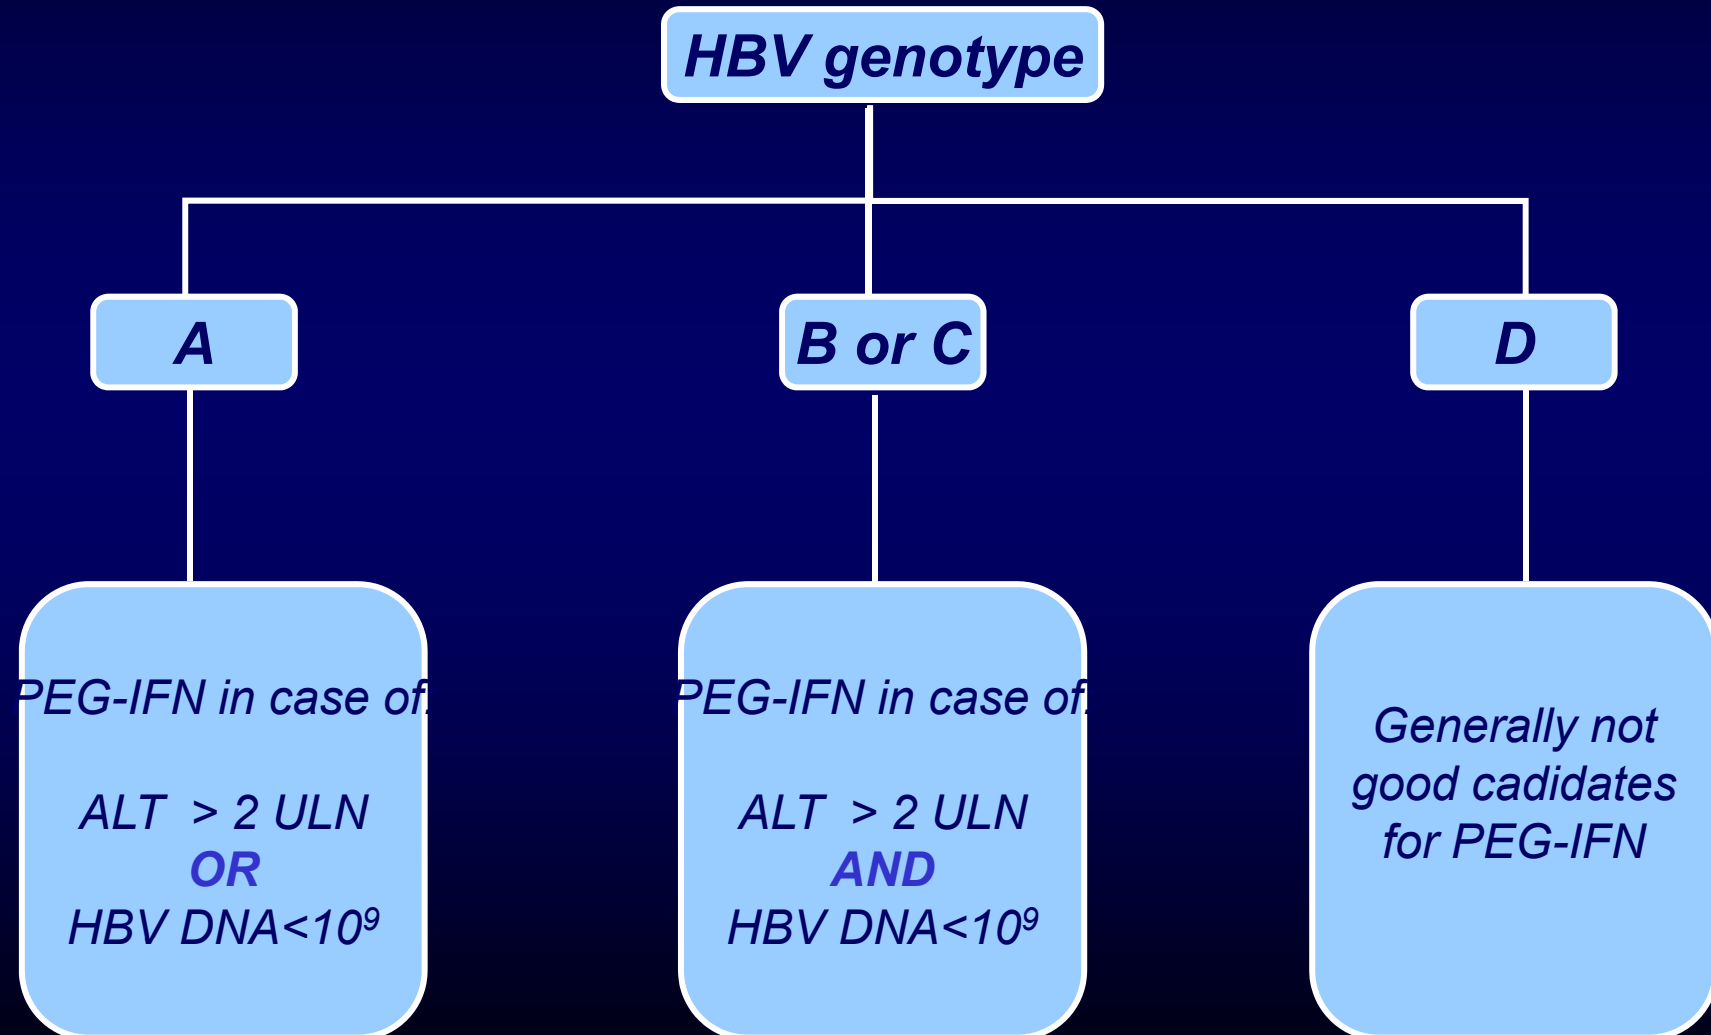 HBV genotype
A
B or C
D
PEG-IFN in case of:
ALT > 2 ULN
OR
HBV DNA<10⁹
PEG-IFN in case of:
ALT > 2 ULN
AND
HBV DNA<10⁹
Generally not
good cadidates
for PEG-IFN